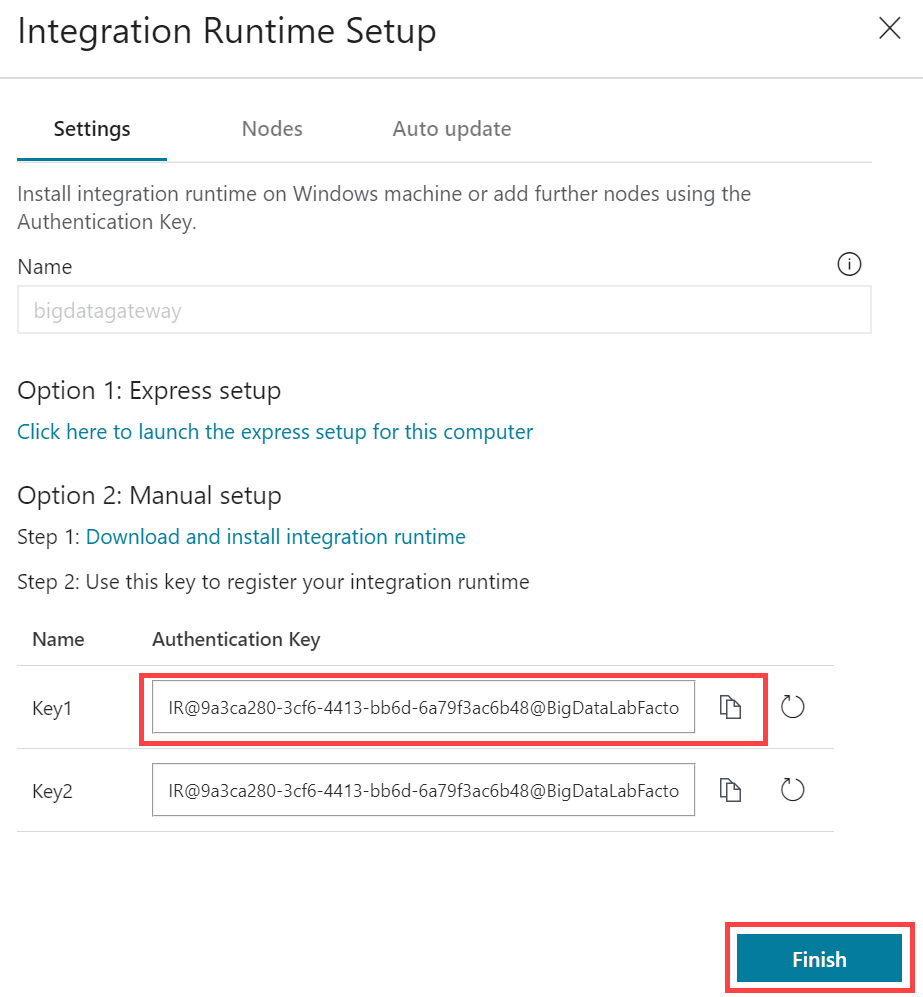 Integration Runtime Setup
Settings Nodes Auto update
Install integration runtime on Windows machine or add further nodes using the
Authentication Key.
Name
bigdatagateway
Option 1: Express setup
Click here to launch the express setup for this computer
Option 2: Manual setup
Step 1: Download and install integration runtime
Step 2: Use this key to register your integration runtime
Name Authentication Key
Key1 IR@9a3ca280-3cf6-4413-bb6d-6a79f3ac6b48@BigDataLabFacto
Key2 IR@9a3ca280-3cf6-4413-bb6d-6a79f3ac6b48@BigDataLabFacto
Finish